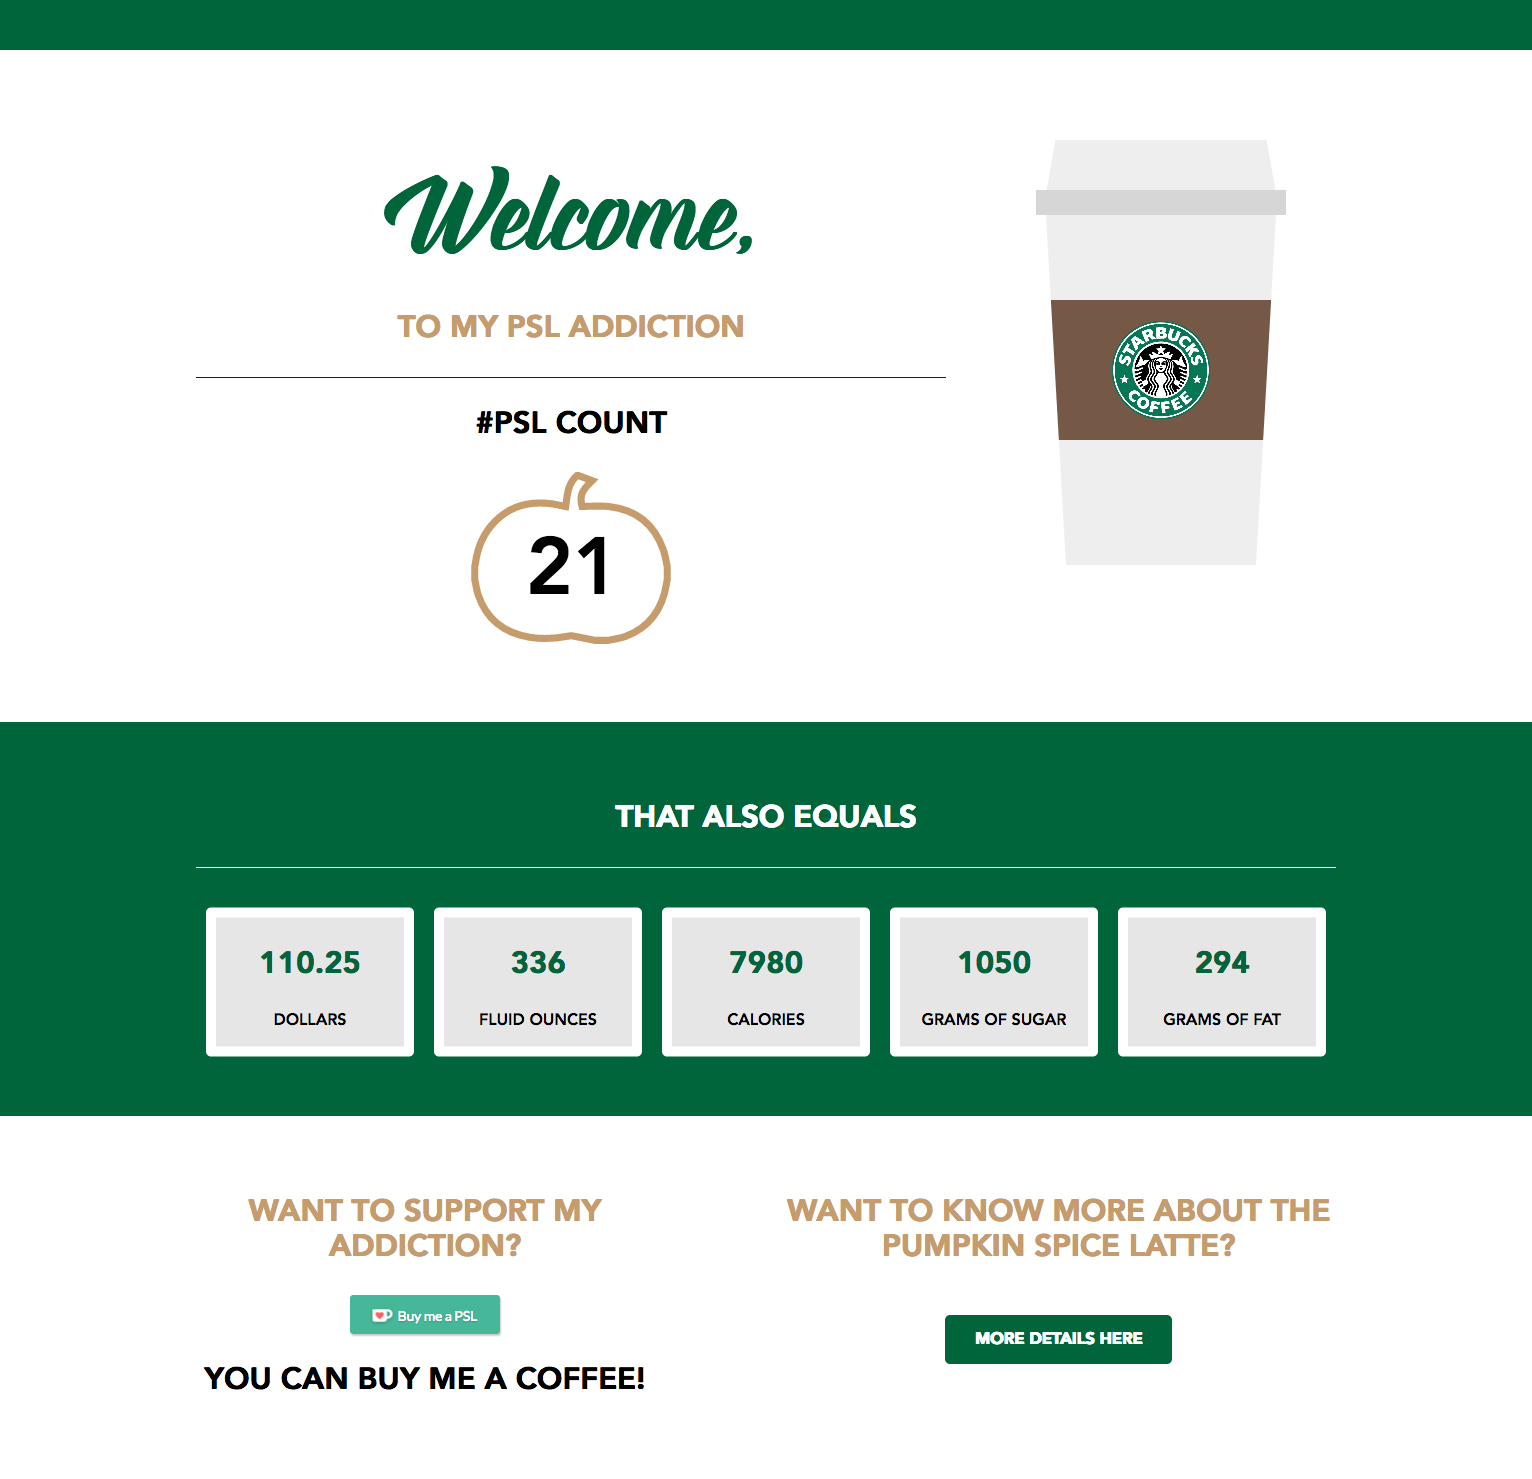 Welcome,
TO MY PSL ADDICTION
#PSL COUNT
21
STARBUCKS
COFFEE
THAT ALSO EQUALS
110.25
DOLLARS
336
FLUID OUNCES
7980
CALORIES
1050
GRAMS OF SUGAR
294
GRAMS OF FAT
WANT TO SUPPORT MY
ADDICTION?
Buy me a PSL
YOU CAN BUY ME A COFFEE!
WANT TO KNOW MORE ABOUT THE
PUMPKIN SPICE LATTE?
MORE DETAILS HERE